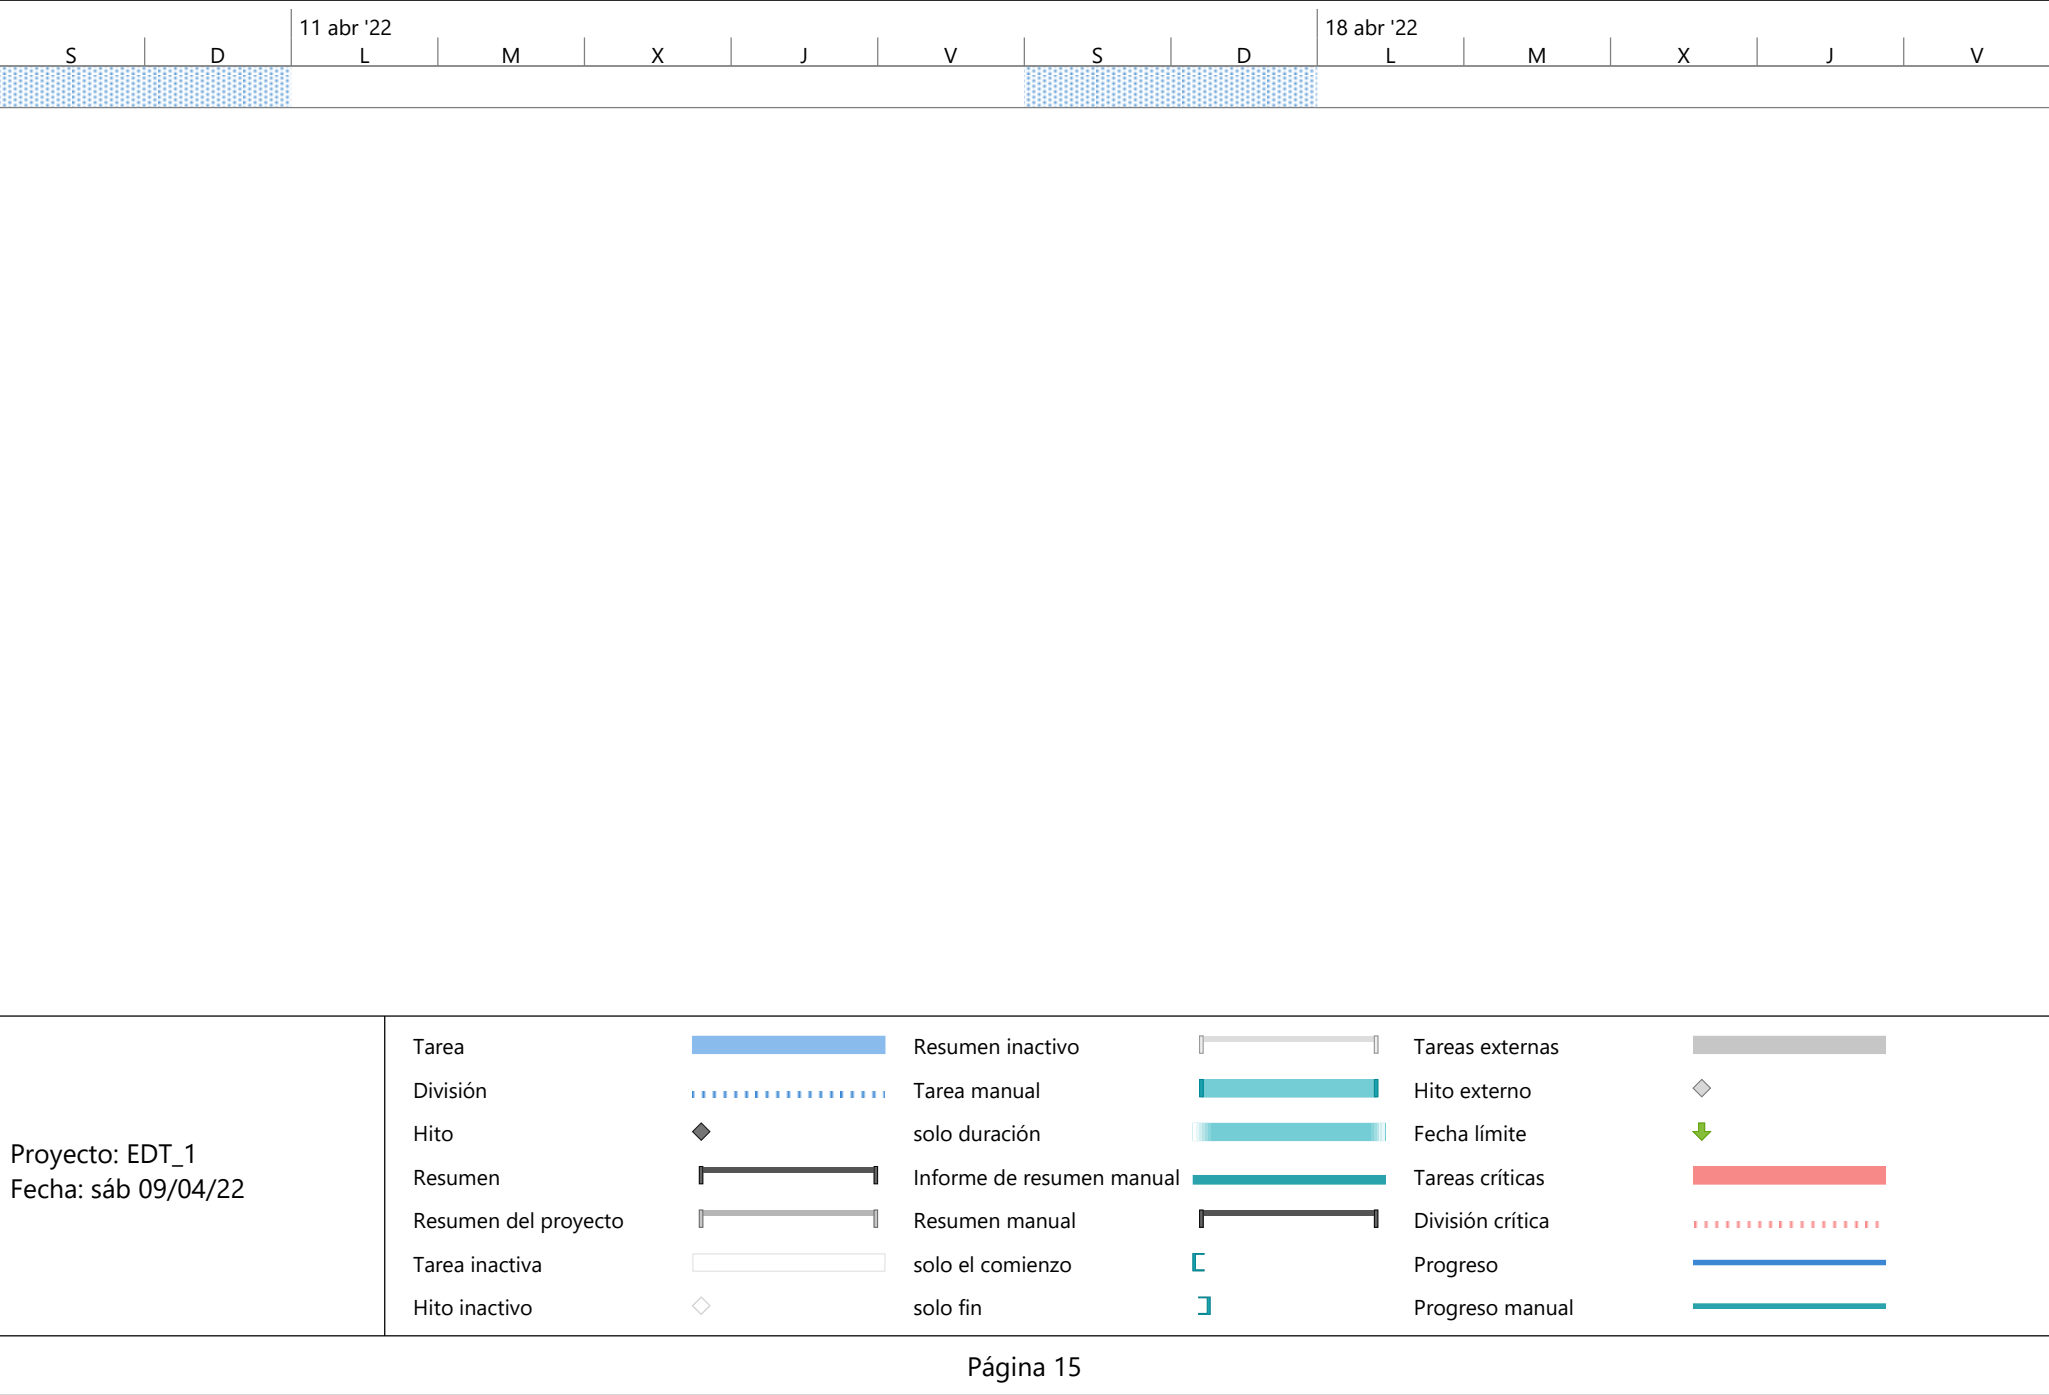 11 abr '22 18 abr '22
S D L M X J V S D L M X J V
Tarea Resumen inactivo Tareas externas
División Tarea manual Hito externo
Hito solo duración Fecha límite
Proyecto: EDT_1
Fecha: sáb 09/04/22
Resumen Informe de resumen manual Tareas críticas
Resumen del proyecto Resumen manual División crítica
Tarea inactiva solo el comienzo Progreso
Hito inactivo solo fin Progreso manual
Página 15